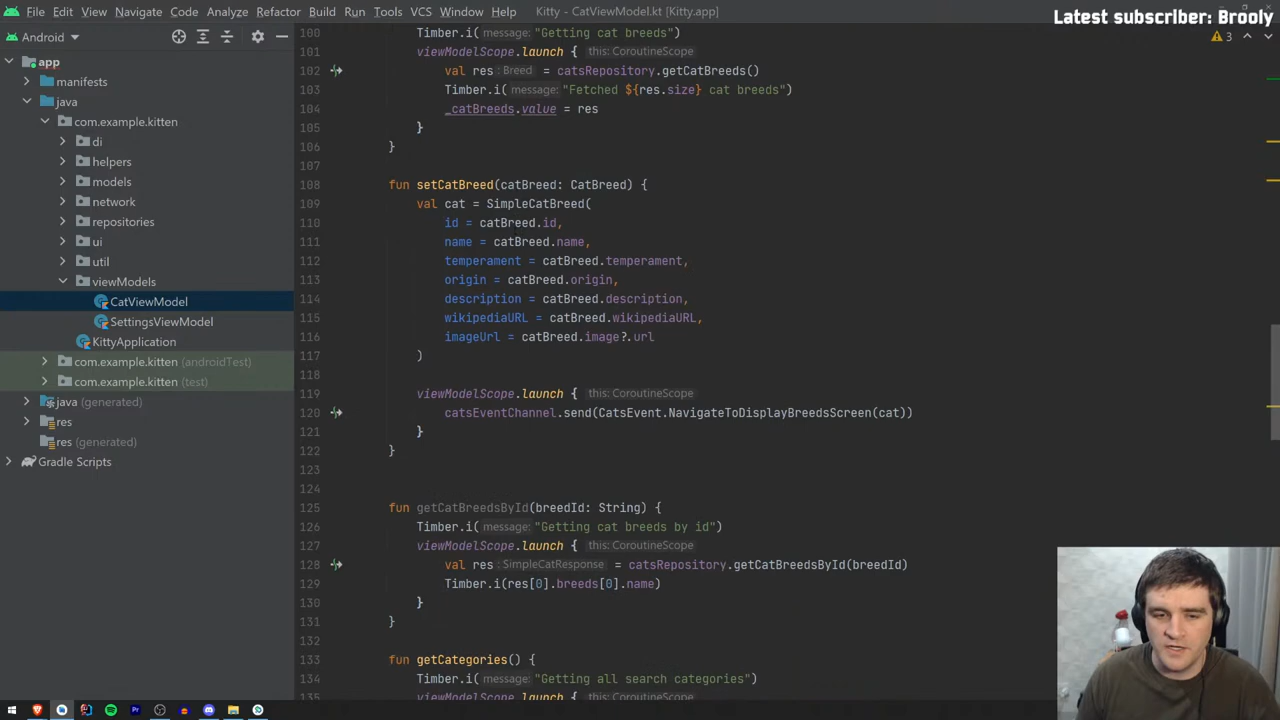 File Edit View Navigate Code Analyze Refactor Build Run Tools VCS Window Help Kitty - CatViewModel.kt [Kitty.app]
Latest subscriber: Brooly
Android
3
app
manifests
java
com.example.kitten
di
helpers
models
network
repositories
ui
util
viewModels
CatViewModel
SettingsViewModel
KittyApplication
com.example.kitten (androidTest)
com.example.kitten (test)
java (generated)
res
res (generated)
Gradle Scripts
100 Timber.i( message: "Getting cat breeds")
101 viewModelScope.launch { this: CoroutineScope
102 val res : Breed = catsRepository.getCatBreeds()
103 Timber.i( message: "Fetched ${res.size} cat breeds")
104 _catBreeds.value = res
105 }
106 }
107
108 fun setCatBreed(catBreed: CatBreed) {
109 val cat = SimpleCatBreed(
110 id = catBreed.id,
111 name = catBreed.name,
112 temperament = catBreed.temperament,
113 origin = catBreed.origin,
114 description = catBreed.description,
115 wikipediaURL = catBreed.wikipediaURL,
116 imageUrl = catBreed.image?.url
117 )
118
119 viewModelScope.launch { this: CoroutineScope
120 catsEventChannel.send(CatsEvent.NavigateToDisplayBreedsScreen(cat))
121 }
122 }
123
124
125 fun getCatBreedsById(breedId: String) {
126 Timber.i( message: "Getting cat breeds by id")
127 viewModelScope.launch { this: CoroutineScope
128 val res : SimpleCatResponse = catsRepository.getCatBreedsById(breedId)
129 Timber.i(res[0].breeds[0].name)
130 }
131 }
132
133 fun getCategories() {
134 Timber.i( message: "Getting all search categories")
135 viewModelScope.launch { this: CoroutineScope